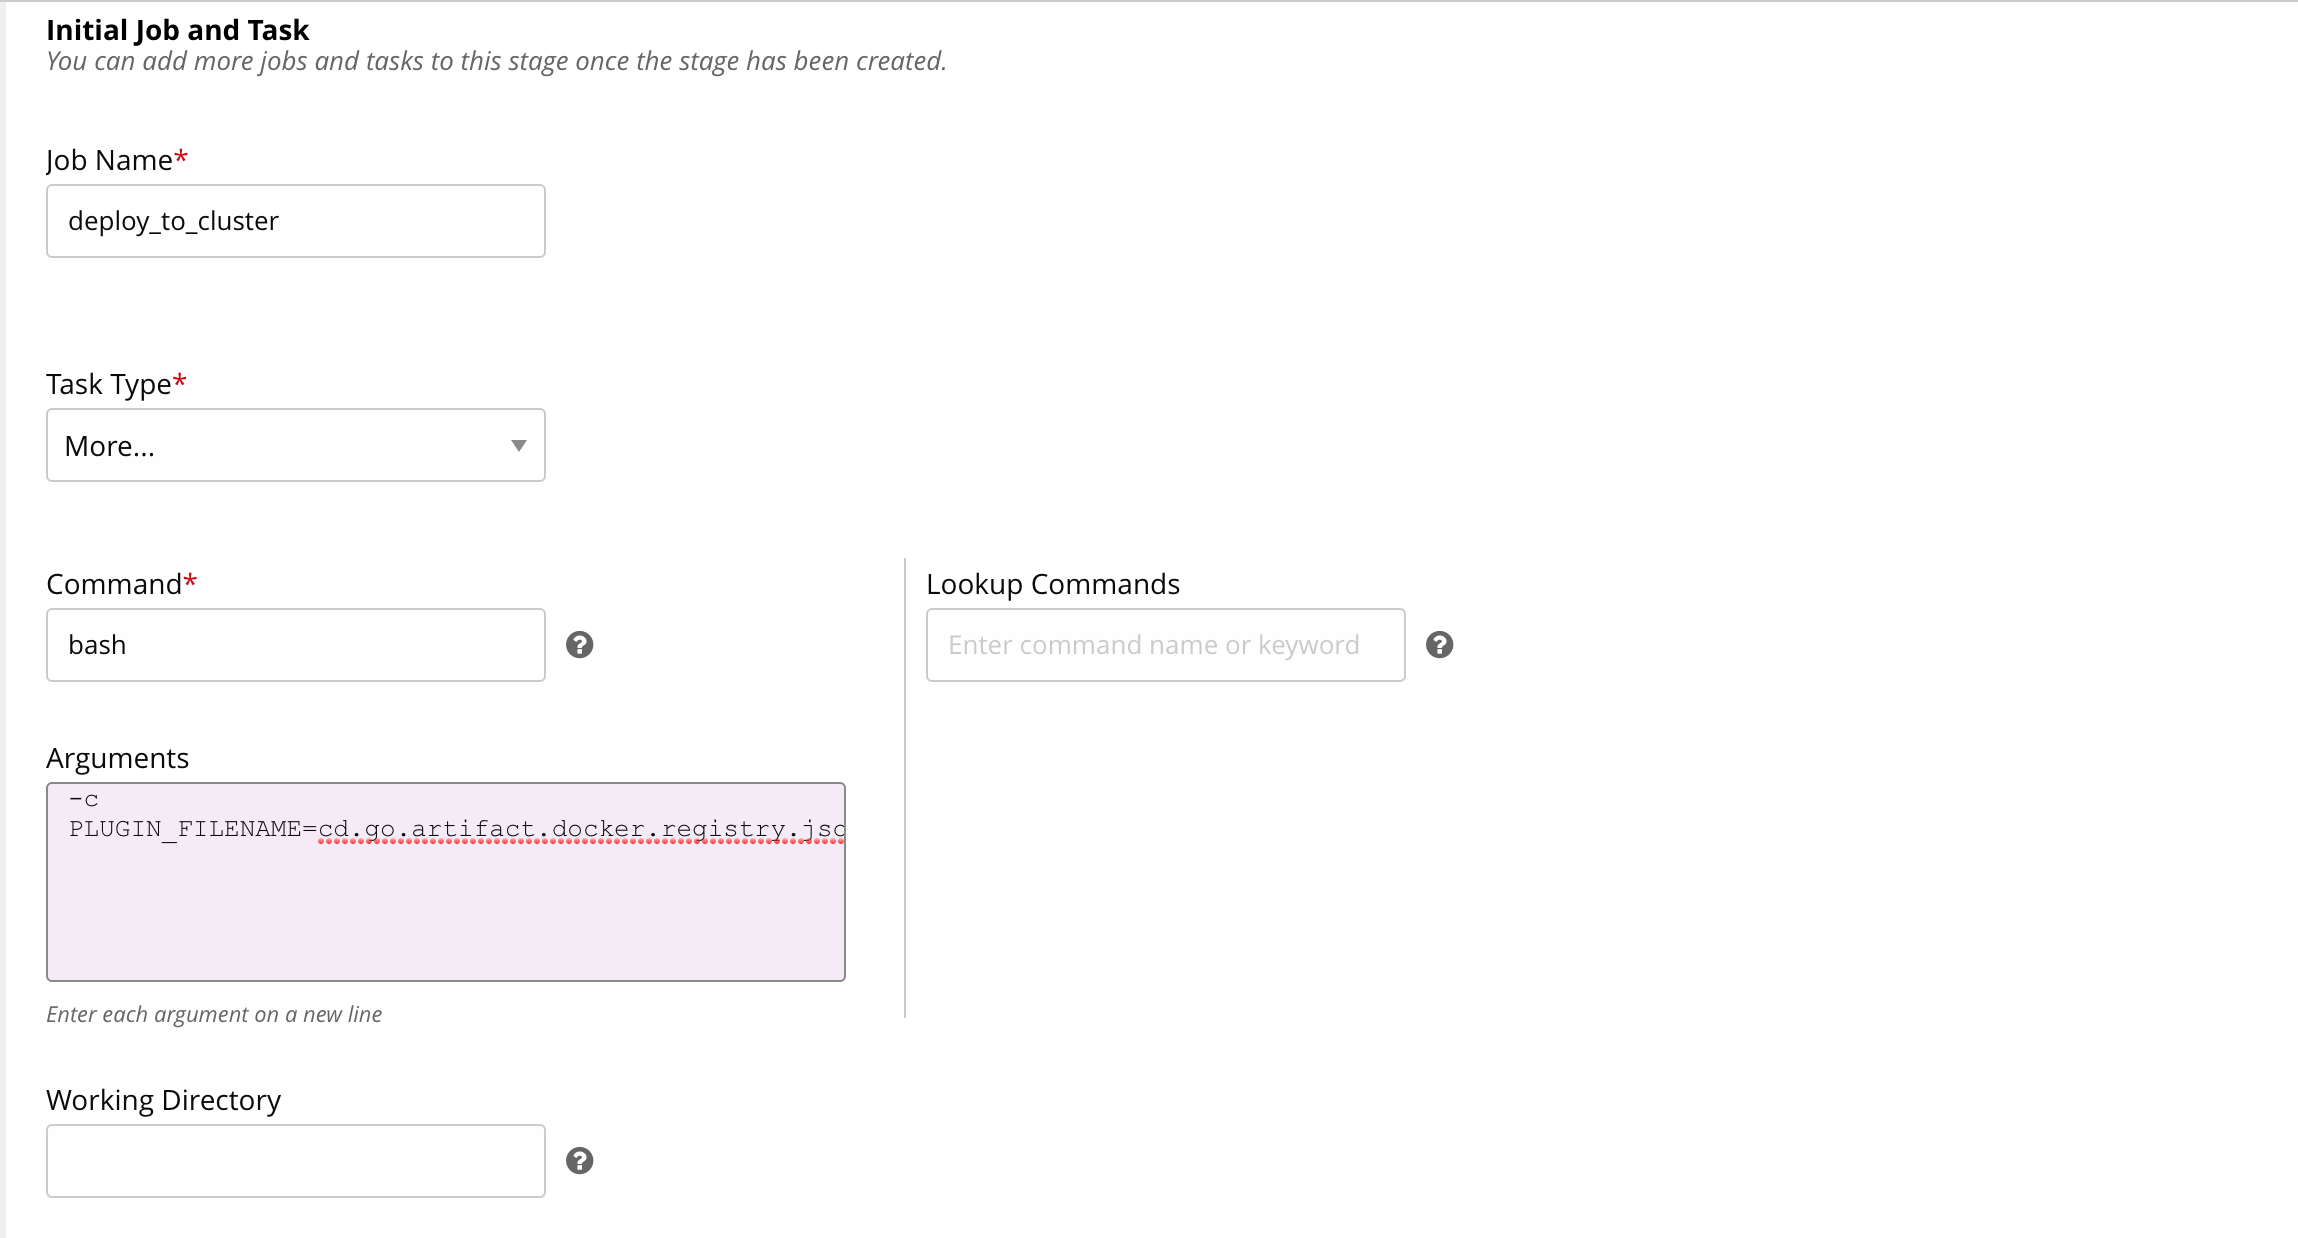 Initial Job and Task
You can add more jobs and tasks to this stage once the stage has been created.
Job Name*
deploy_to_cluster
Task Type*
More...
Command*
bash
Lookup Commands
Enter command name or keyword
Arguments
-c
PLUGIN_FILENAME=cd.go.artifact.docker.registry.jso
Enter each argument on a new line
Working Directory